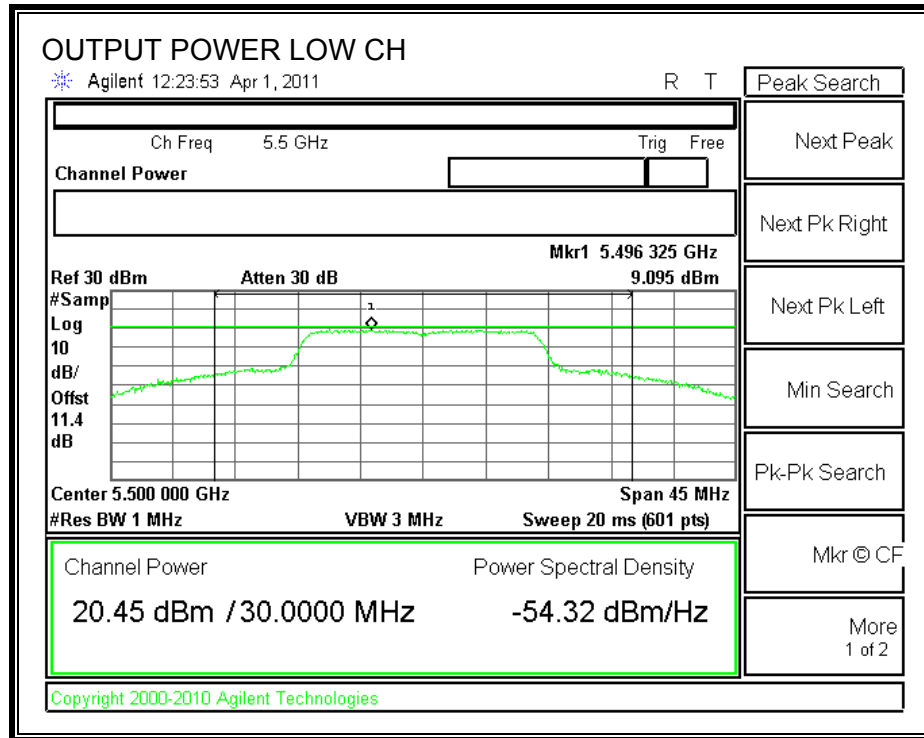 OUTPUT POWER LOW CH
Agilent 12:23:53 Apr 1, 2011 R T
Peak Search
Ch Freq 5.5 GHz Trig Free
Channel Power
Next Peak
Next Pk Right
Mkr1 5.496 325 GHz
Ref 30 dBm Atten 30 dB 9.095 dBm
#Samp
Log
10
dB/
Offst
11.4
dB
1
Next Pk Left
Min Search
Pk-Pk Search
Center 5.500 000 GHz Span 45 MHz
#Res BW 1 MHz VBW 3 MHz Sweep 20 ms (601 pts)
Channel Power Power Spectral Density
20.45 dBm / 30.0000 MHz -54.32 dBm/Hz
Mkr © CF
More
1 of 2
Copyright 2000-2010 Agilent Technologies